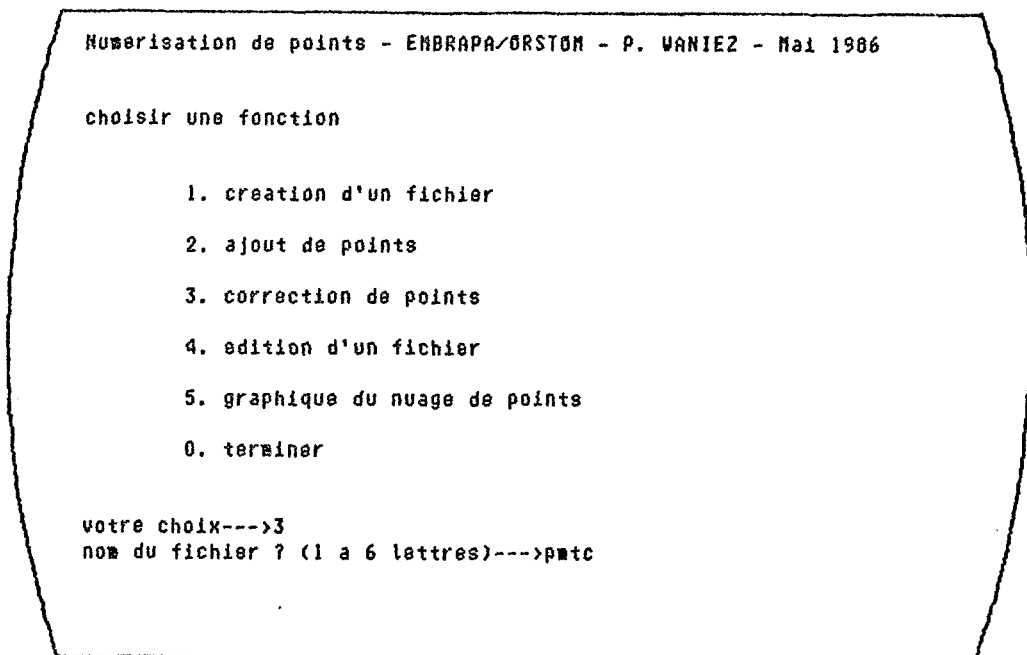 Numerisation de points - EMBRAPA/ORSTOM - P. WANIEZ - Mai 1986
choisir une fonction
1. creation d'un fichier
2. ajout de points
3. correction de points
4. edition d'un fichier
5. graphique du nuage de points
0. terminer
votre choix--->3
nom du fichier ? (1 a 6 lettres)--->pmtc